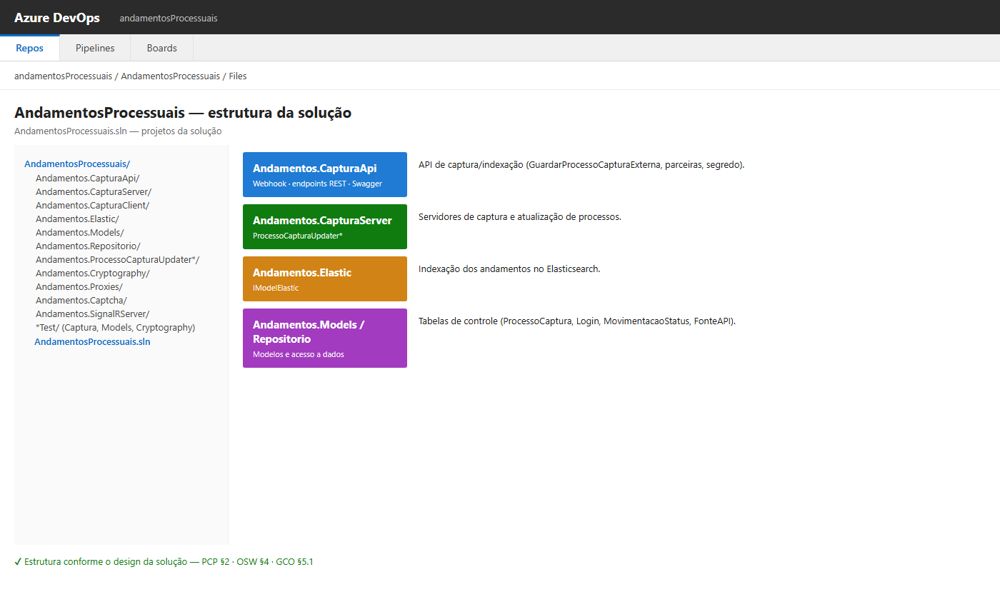 Azure DevOps andamentosProcessuais
Repos Pipelines Boards
andamentosProcessuais / AndamentosProcessuais / Files
AndamentosProcessuais — estrutura da solução
AndamentosProcessuais.sln — projetos da solução
AndamentosProcessuais/
Andamentos.CapturaApi/
Andamentos.CapturaServer/
Andamentos.CapturaClient/
Andamentos.Elastic/
Andamentos.Models/
Andamentos.Repositorio/
Andamentos.ProcessoCapturaUpdater*/
Andamentos.Cryptography/
Andamentos.Proxies/
Andamentos.Captcha/
Andamentos.SignalRServer/
*Test/ (Captura, Models, Cryptography)
AndamentosProcessuais.sln
Andamentos.CapturaApi
Webhook · endpoints REST · Swagger
API de captura/indexação (GuardarProcessoCapturaExterna, parceiras, segredo).
Andamentos.CapturaServer
ProcessoCapturaUpdater*
Servidores de captura e atualização de processos.
Andamentos.Elastic
IModelElastic
Indexação dos andamentos no Elasticsearch.
Andamentos.Models /
Repositorio
Modelos e acesso a dados
Tabelas de controle (ProcessoCaptura, Login, MovimentacaoStatus, FonteAPI).
✓ Estrutura conforme o design da solução — PCP §2 · OSW §4 · GCO §5.1